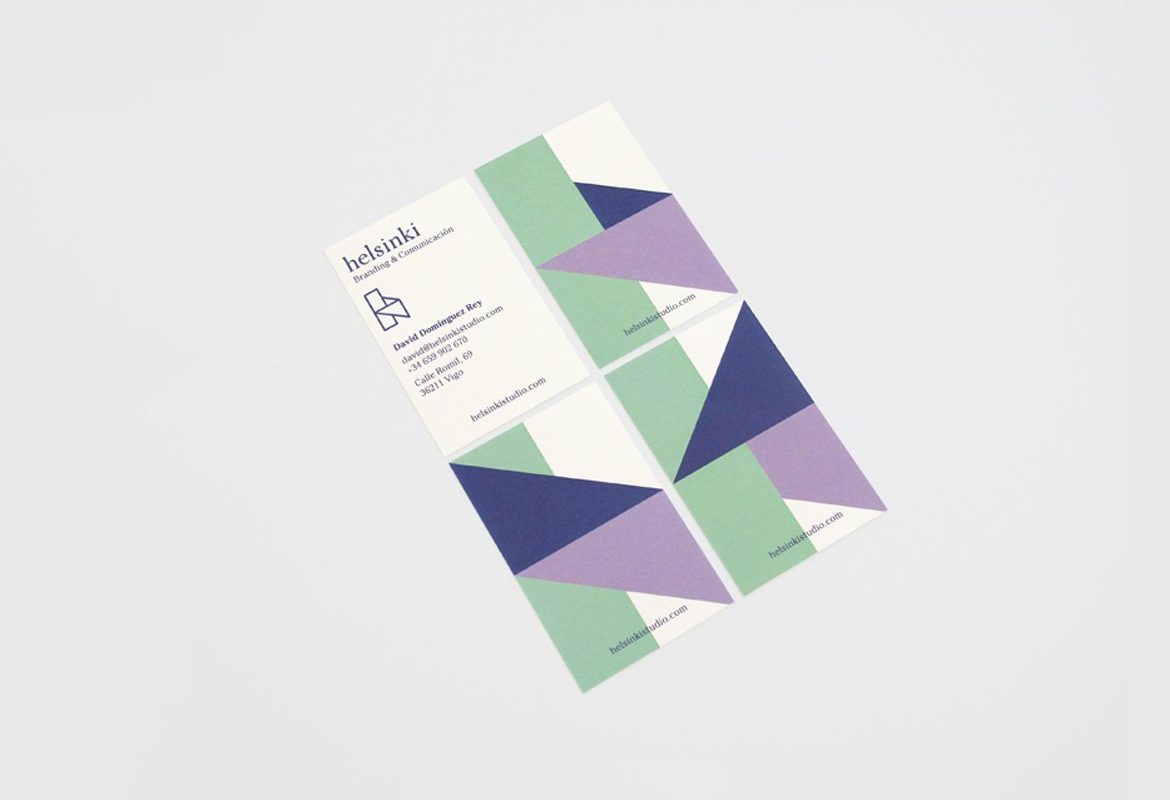 helsinki
Branding & Comunicación
David Domínguez Rey
david@helsinkistudio.com
+34 659 902 670
Calle Romil, 69
36211 Vigo
helsinkistudio.com
helsinkistudio.com
helsinkistudio.com
helsinkistudio.com